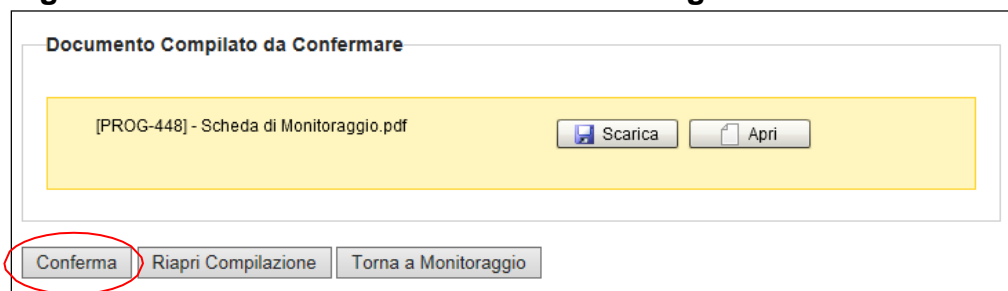 Documento Compilato da Confermare
[PROG-448] - Scheda di Monitoraggio.pdf Scarica Apri
Conferma Riapri Compilazione Torna a Monitoraggio